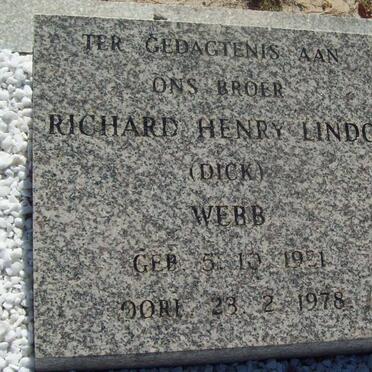 TER GEDAGTENIS AAN
ONS BROER
RICHARD HENRY LINDO
(DICK)
WEBB
GEB. 5. 10 1921
OORL. 23. 2. 1978